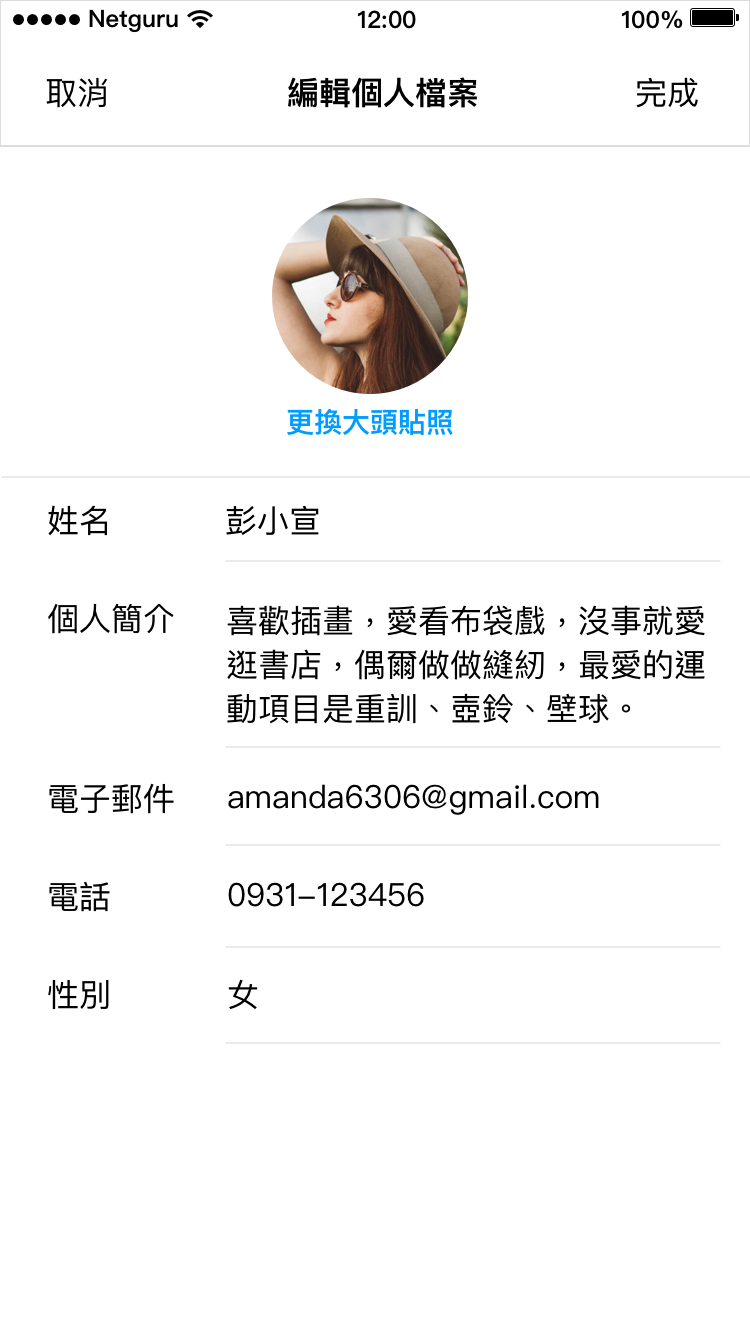 ●●●●● Netguru 12:00 100%
取消 編輯個人檔案 完成
更換大頭貼照
姓名 彭小宣
個人簡介 喜歡插畫，愛看布袋戲，沒事就愛
逛書店，偶爾做做縫紉，最愛的運
動項目是重訓、壺鈴、壁球。
電子郵件 amanda6306@gmail.com
電話 0931–123456
性別 女